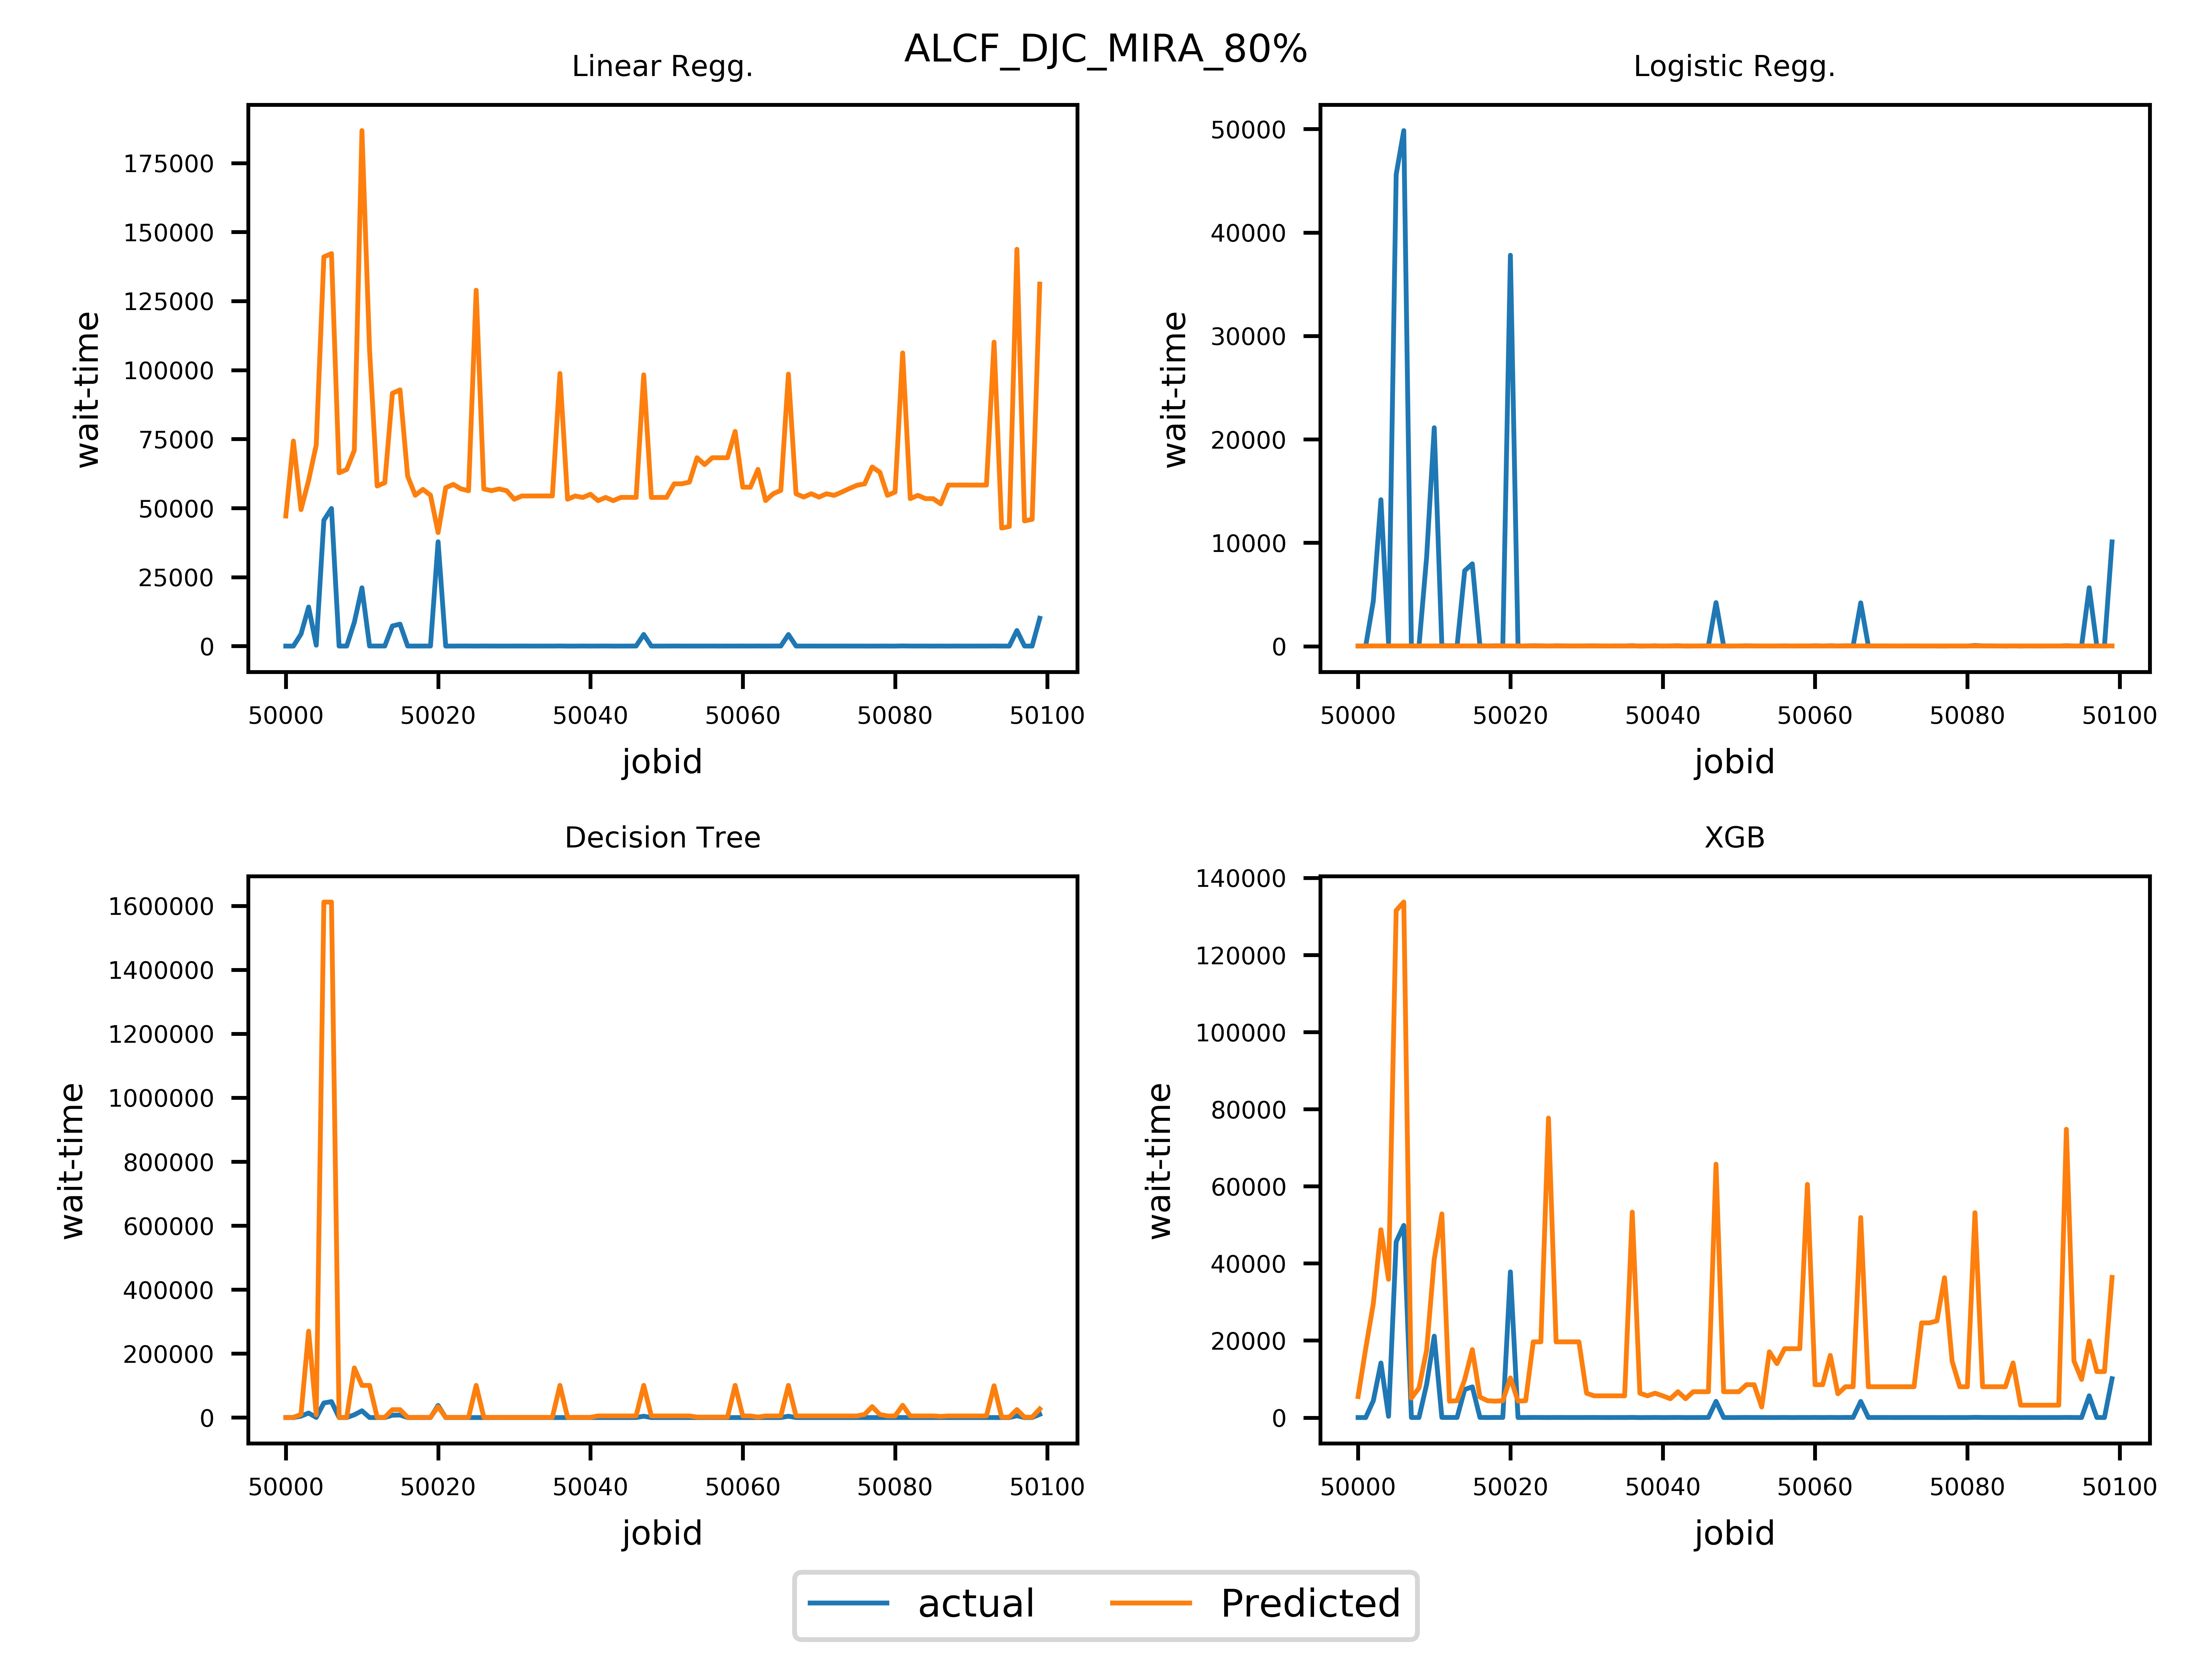 ALCF_DJC_MIRA_80%
Linear Regg.
175000
150000
125000
100000
75000
50000
25000
0
wait-time
50000 50020 50040 50060 50080 50100
jobid
Logistic Regg.
50000
40000
30000
20000
10000
0
wait-time
50000 50020 50040 50060 50080 50100
jobid
Decision Tree
1600000
1400000
1200000
1000000
800000
600000
400000
200000
0
wait-time
50000 50020 50040 50060 50080 50100
jobid
XGB
140000
120000
100000
80000
60000
40000
20000
0
wait-time
50000 50020 50040 50060 50080 50100
jobid
actual Predicted